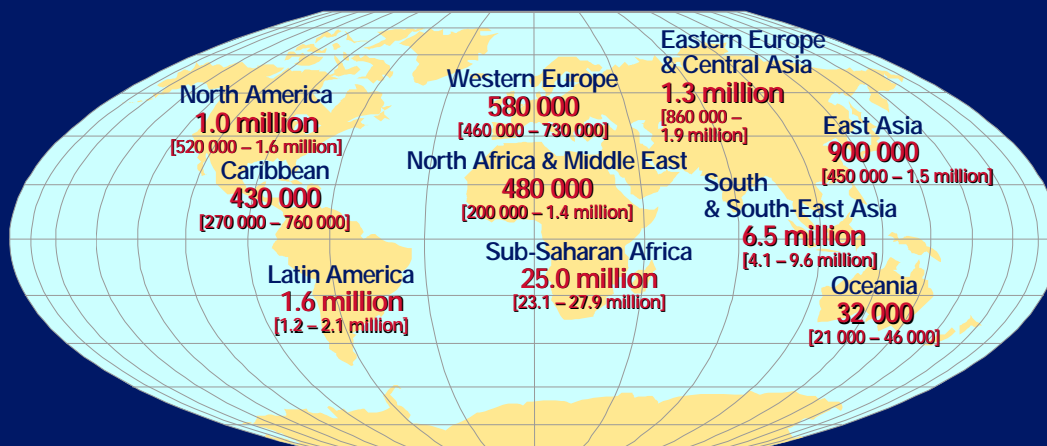 North America
1.0 million
[520 000 – 1.6 million]
Caribbean
430 000
[270 000 – 760 000]
Latin America
1.6 million
[1.2 – 2.1 million]
Western Europe
580 000
[460 000 – 730 000]
North Africa & Middle East
480 000
[200 000 – 1.4 million]
Sub-Saharan Africa
25.0 million
[23.1 – 27.9 million]
Eastern Europe
& Central Asia
1.3 million
[860 000 –
1.9 million]
East Asia
900 000
[450 000 – 1.5 million]
South
& South-East Asia
6.5 million
[4.1 – 9.6 million]
Oceania
32 000
[21 000 – 46 000]